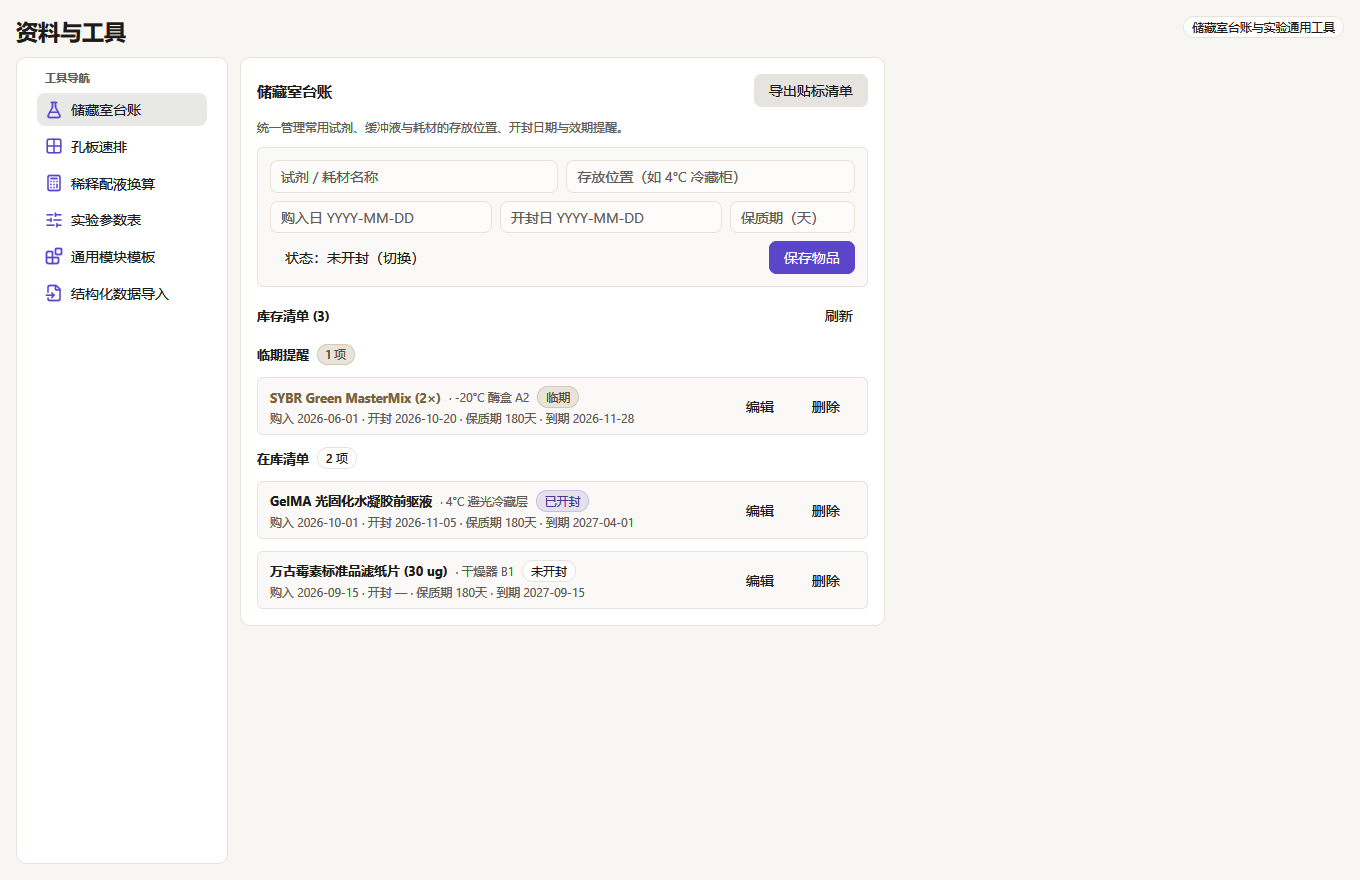 资料与工具
储藏室台账与实验通用工具
工具导航
储藏室台账
孔板速排
稀释配液换算
实验参数表
通用模块模板
结构化数据导入
储藏室台账
导出贴标清单
统一管理常用试剂、缓冲液与耗材的存放位置、开封日期与效期提醒。
试剂 / 耗材名称
存放位置（如 4°C 冷藏柜）
购入日 YYYY-MM-DD
开封日 YYYY-MM-DD
保质期（天）
状态：未开封（切换）
保存物品
库存清单 (3)
刷新
临期提醒 1 项
SYBR Green MasterMix (2×) · -20°C 酶盒 A2 临期
购入 2026-06-01 · 开封 2026-10-20 · 保质期 180天 · 到期 2026-11-28
编辑 删除
在库清单 2 项
GelMA 光固化水凝胶前驱液 · 4°C 避光冷藏层 已开封
购入 2026-10-01 · 开封 2026-11-05 · 保质期 180天 · 到期 2027-04-01
编辑 删除
万古霉素标准品滤纸片 (30 ug) · 干燥器 B1 未开封
购入 2026-09-15 · 开封 — · 保质期 180天 · 到期 2027-09-15
编辑 删除